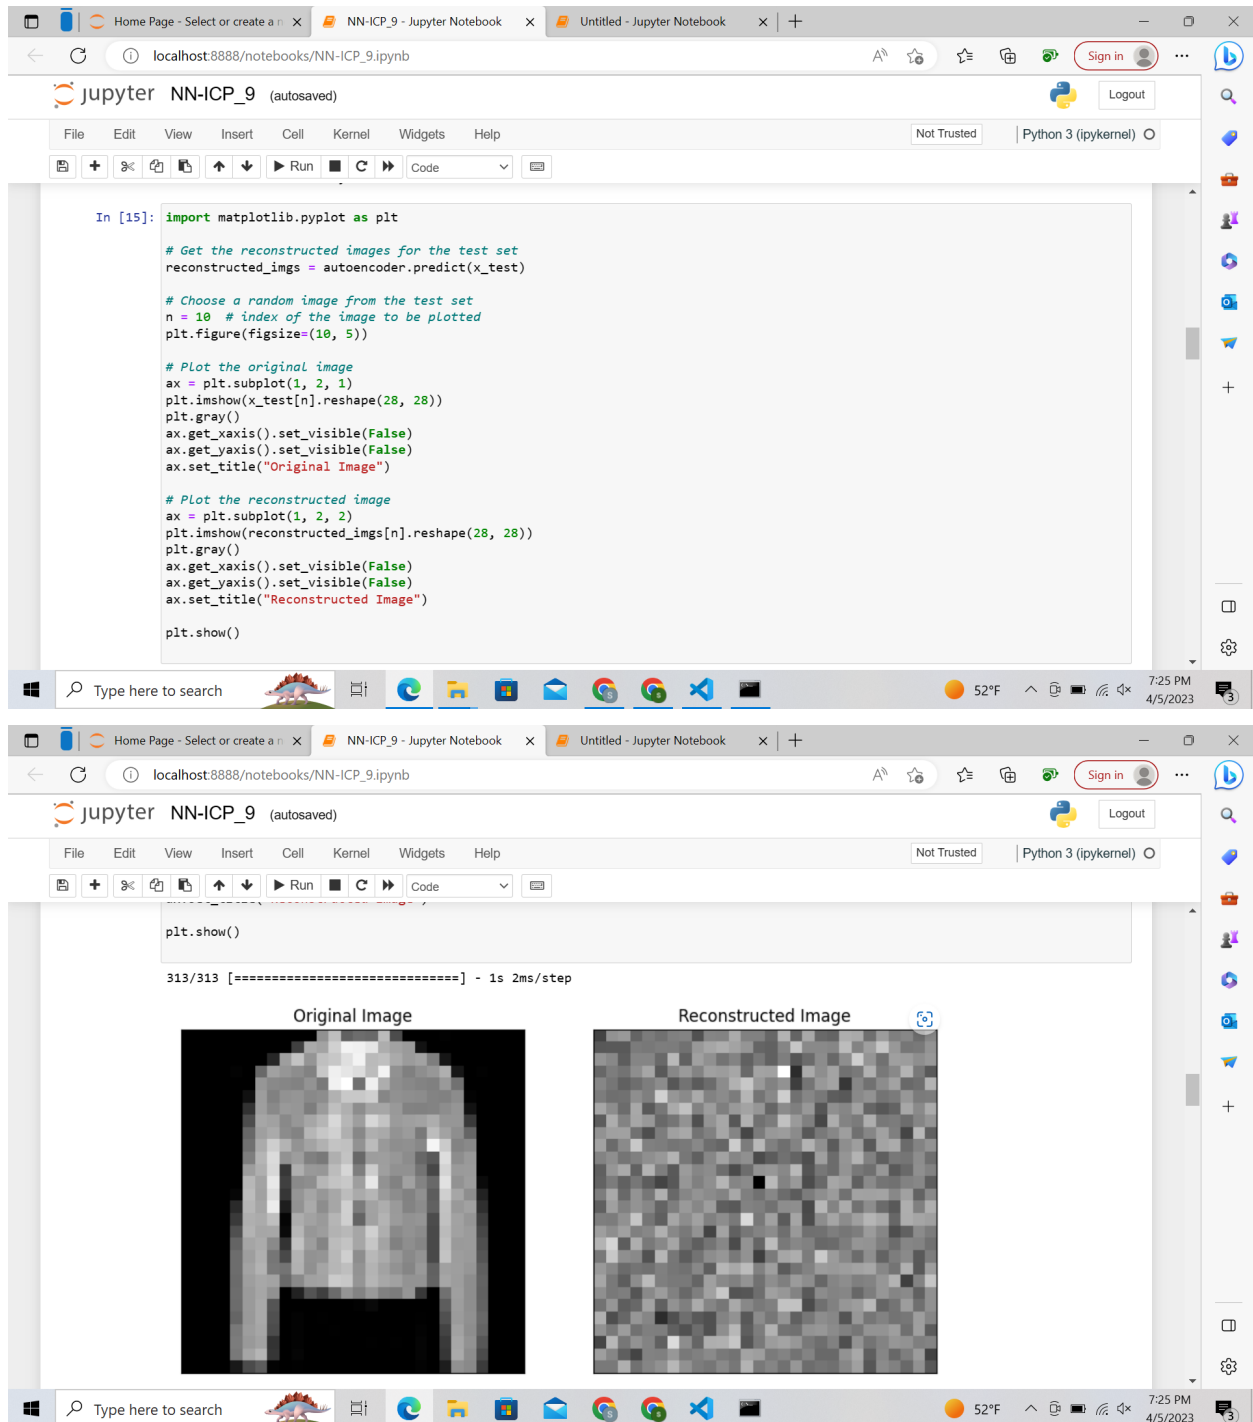 Home Page - Select or create a n
NN-ICP_9 - Jupyter Notebook
Untitled - Jupyter Notebook
localhost:8888/notebooks/NN-ICP_9.ipynb
Sign in
jupyter NN-ICP_9 (autosaved)
Logout
File Edit View Insert Cell Kernel Widgets Help
Not Trusted
Python 3 (ipykernel)
Run
Code
In [15]: import matplotlib.pyplot as plt
# Get the reconstructed images for the test set
reconstructed_imgs = autoencoder.predict(x_test)
# Choose a random image from the test set
n = 10 # index of the image to be plotted
plt.figure(figsize=(10, 5))
# Plot the original image
ax = plt.subplot(1, 2, 1)
plt.imshow(x_test[n].reshape(28, 28))
plt.gray()
ax.get_xaxis().set_visible(False)
ax.get_yaxis().set_visible(False)
ax.set_title("Original Image")
# Plot the reconstructed image
ax = plt.subplot(1, 2, 2)
plt.imshow(reconstructed_imgs[n].reshape(28, 28))
plt.gray()
ax.get_xaxis().set_visible(False)
ax.get_yaxis().set_visible(False)
ax.set_title("Reconstructed Image")
plt.show()
Type here to search
52°F
7:25 PM
4/5/2023
3
Home Page - Select or create a n
NN-ICP_9 - Jupyter Notebook
Untitled - Jupyter Notebook
localhost:8888/notebooks/NN-ICP_9.ipynb
Sign in
jupyter NN-ICP_9 (autosaved)
Logout
File Edit View Insert Cell Kernel Widgets Help
Not Trusted
Python 3 (ipykernel)
Run
Code
plt.show()
313/313 [==============================] - 1s 2ms/step
Original Image
Reconstructed Image
Type here to search
52°F
7:25 PM
4/5/2023
3